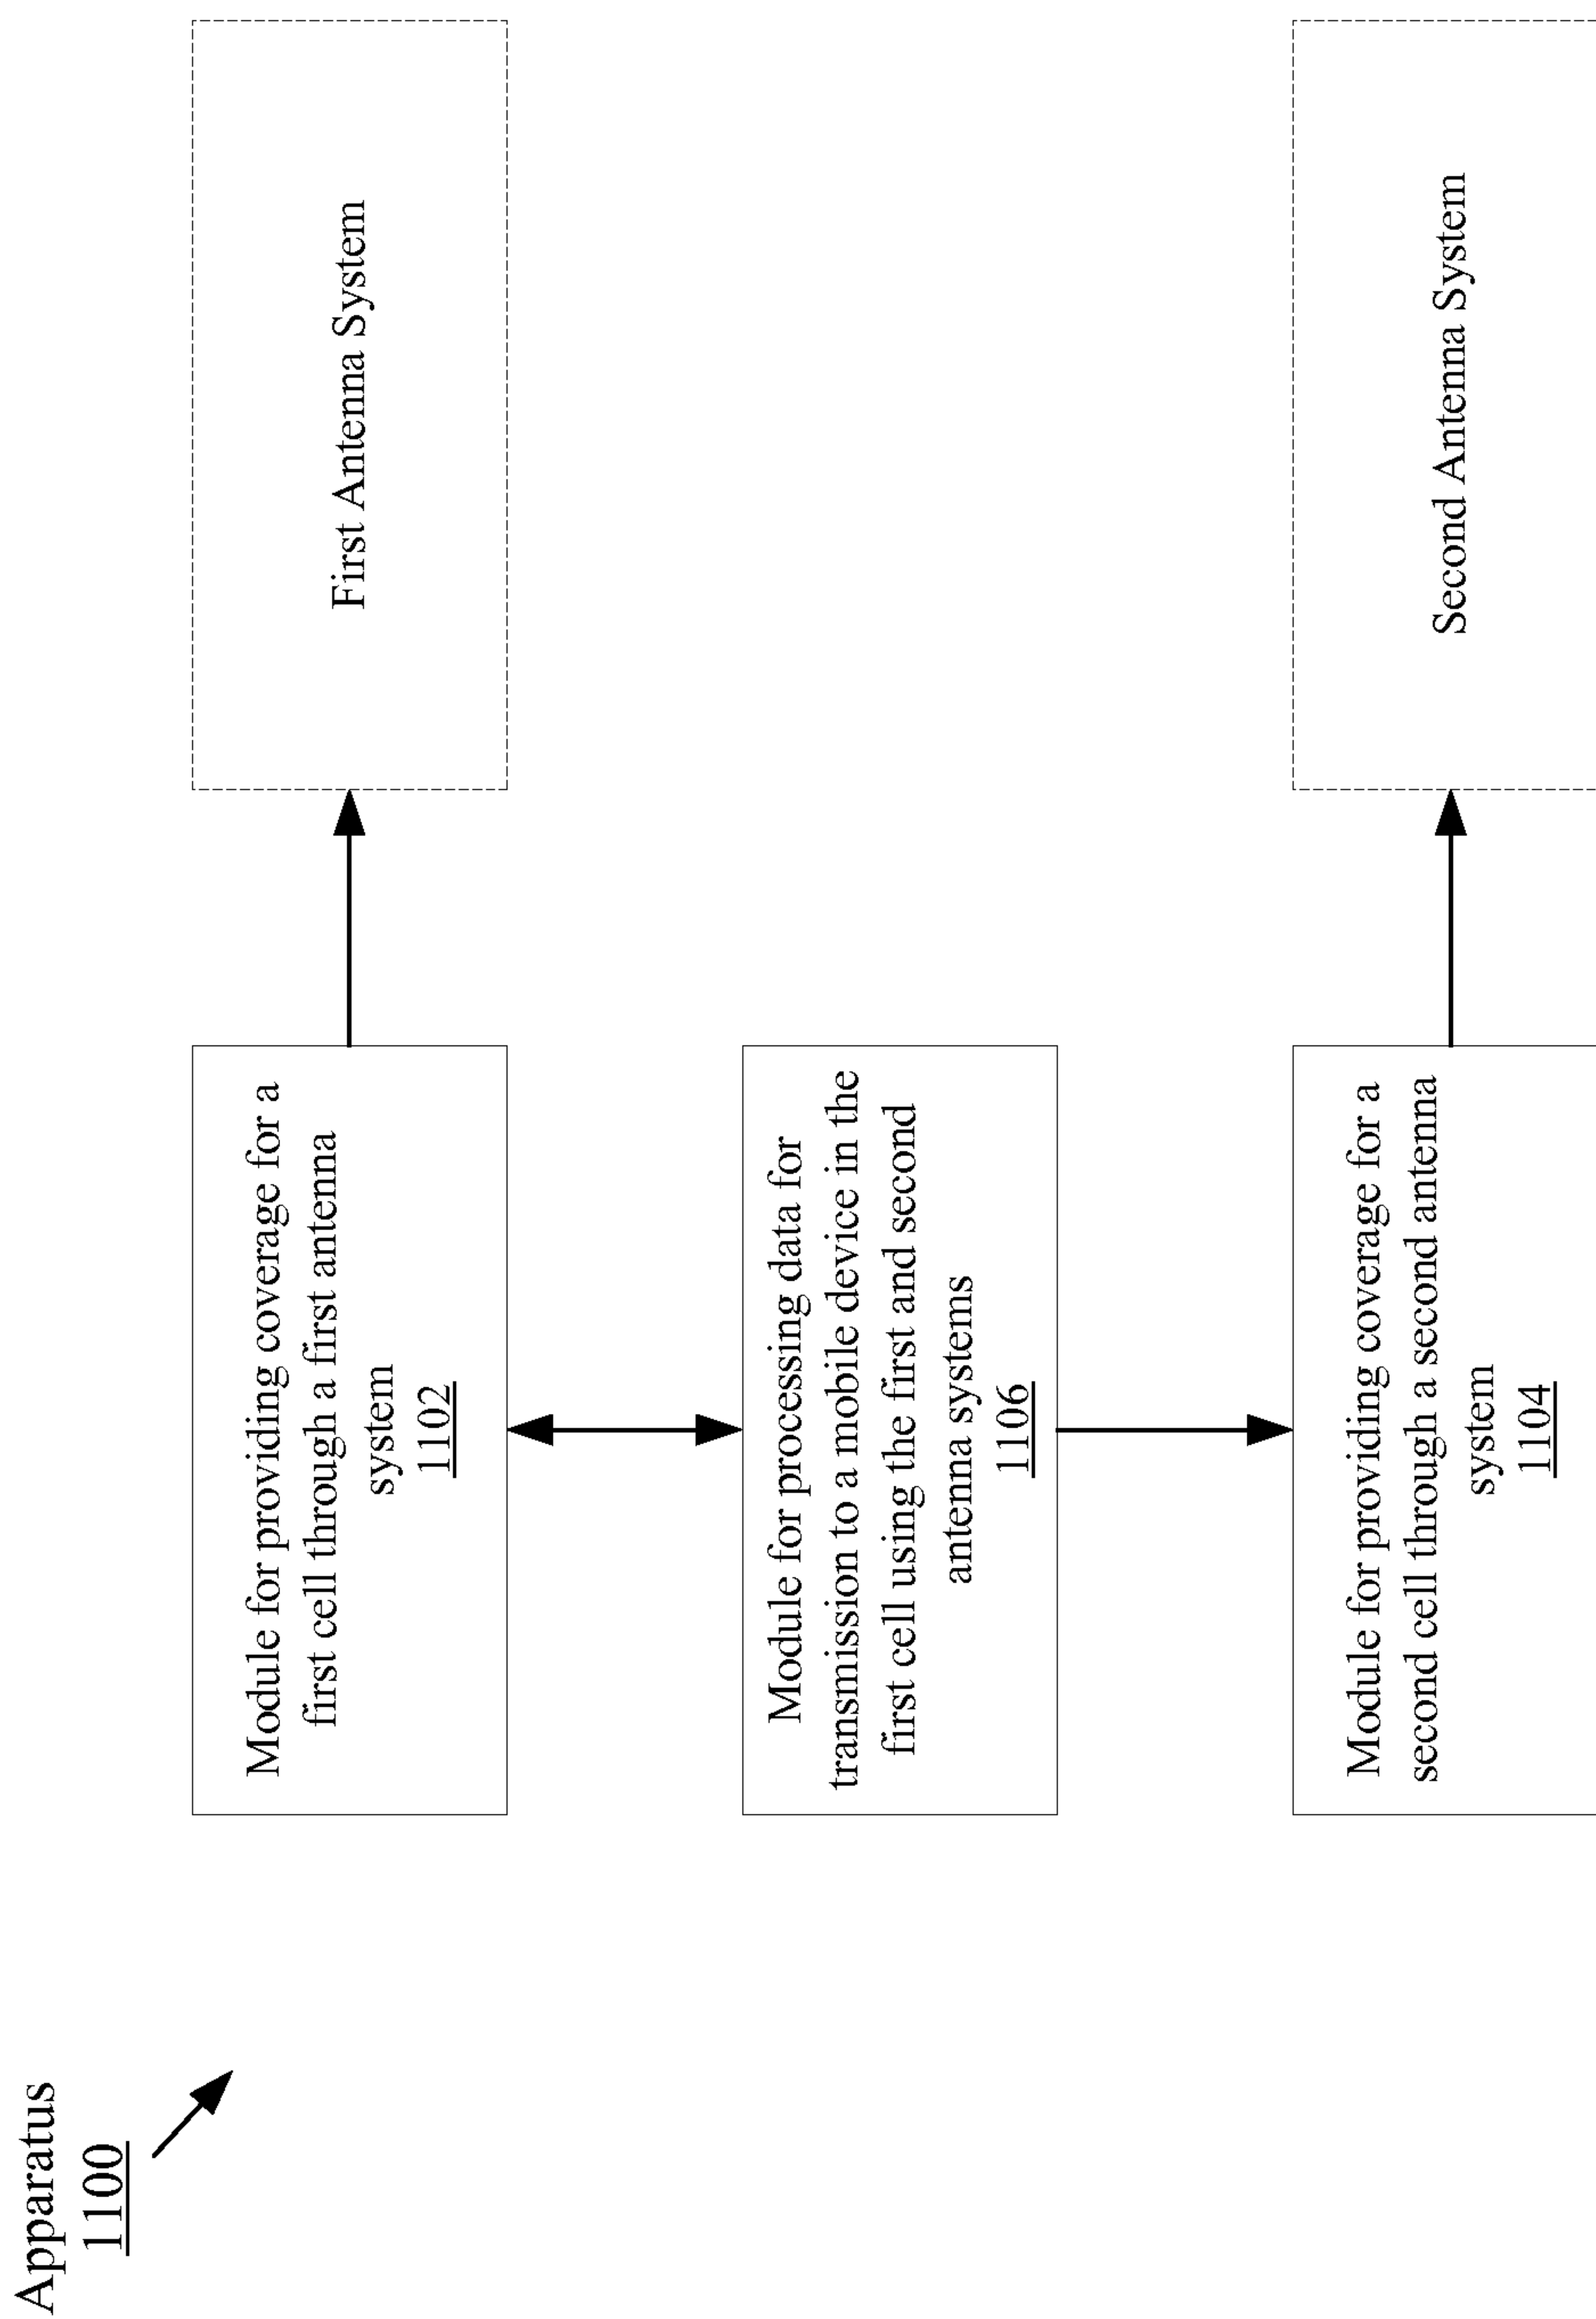 Apparatus
1100
Module for providing coverage for a
first cell through a first antenna
system
1102
First Antenna System
Module for processing data for
transmission to a mobile device in the
first cell using the first and second
antenna systems
1106
Module for providing coverage for a
second cell through a second antenna
system
1104
Second Antenna System